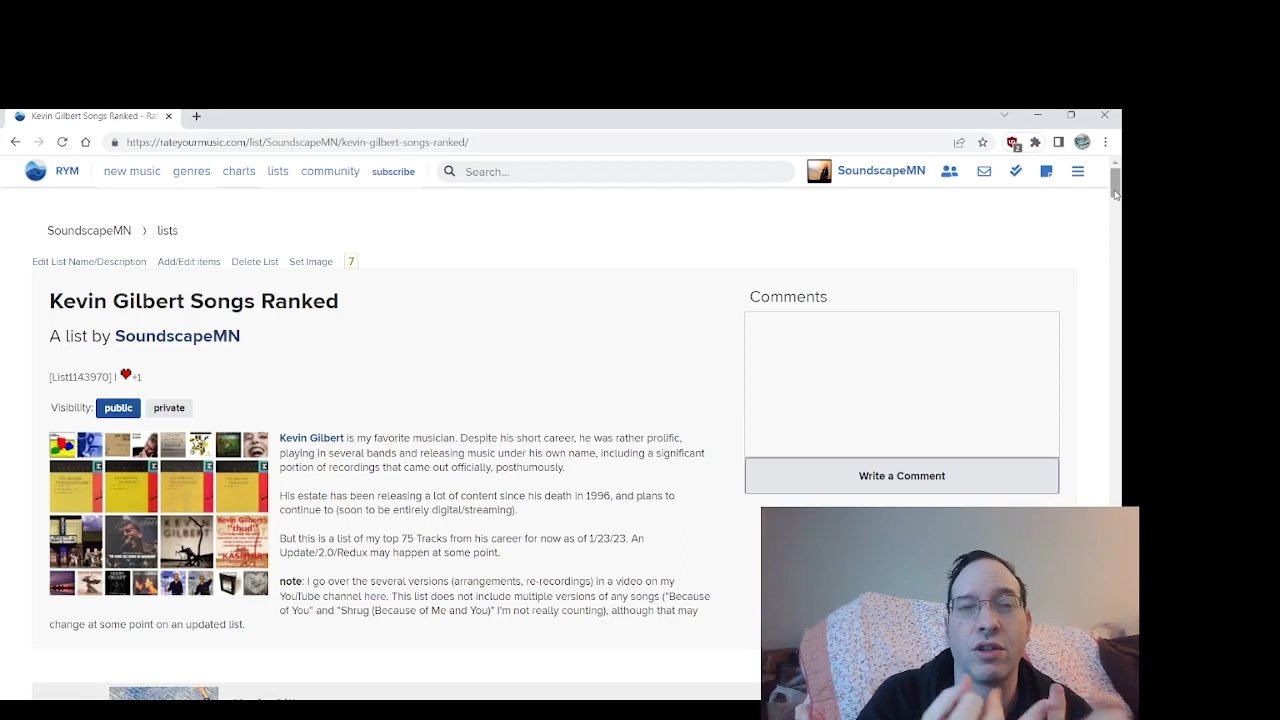 Kevin Gilbert Songs Ranked - Ra
https://rateyourmusic.com/list/SoundscapeMN/kevin-gilbert-songs-ranked/
RYM new music genres charts lists community subscribe Search... SoundscapeMN
SoundscapeMN › lists
Edit List Name/Description Add/Edit items Delete List Set Image 7
Kevin Gilbert Songs Ranked
A list by SoundscapeMN
[List1143970] | +1
Visibility: public private
Kevin Gilbert is my favorite musician. Despite his short career, he was rather prolific,
playing in several bands and releasing music under his own name, including a significant
portion of recordings that came out officially, posthumously.
His estate has been releasing a lot of content since his death in 1996, and plans to
continue to (soon to be entirely digital/streaming).
But this is a list of my top 75 Tracks from his career for now as of 1/23/23. An
Update/2.0/Redux may happen at some point.
note: I go over the several versions (arrangements, re-recordings) in a video on my
YouTube channel here. This list does not include multiple versions of any songs ("Because
of You" and "Shrug (Because of Me and You)" I'm not really counting), although that may
change at some point on an updated list.
Comments
Write a Comment